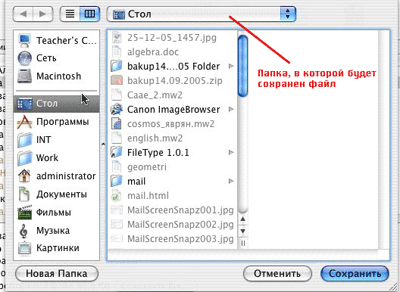 Стол
Teacher's C...
Сеть
Macintosh
Стол
Программы
INT
Work
administrator
Документы
Фильмы
Музыка
Картинки
25-12-05_1457.jpg
algebra.doc
bakup14....05 Folder
bakup14.09.2005.zip
Caae_2.mw2
Canon ImageBrowser
cosmos_яврян.mw2
english.mw2
FileType 1.0.1
geometri
mail
mail.html
MailScreenSnapz001.jpg
MailScreenSnapz002.jpg
MailScreenSnapz003.jpg
Папка, в которой будет
сохранен файл
Новая Папка
Отменить
Сохранить